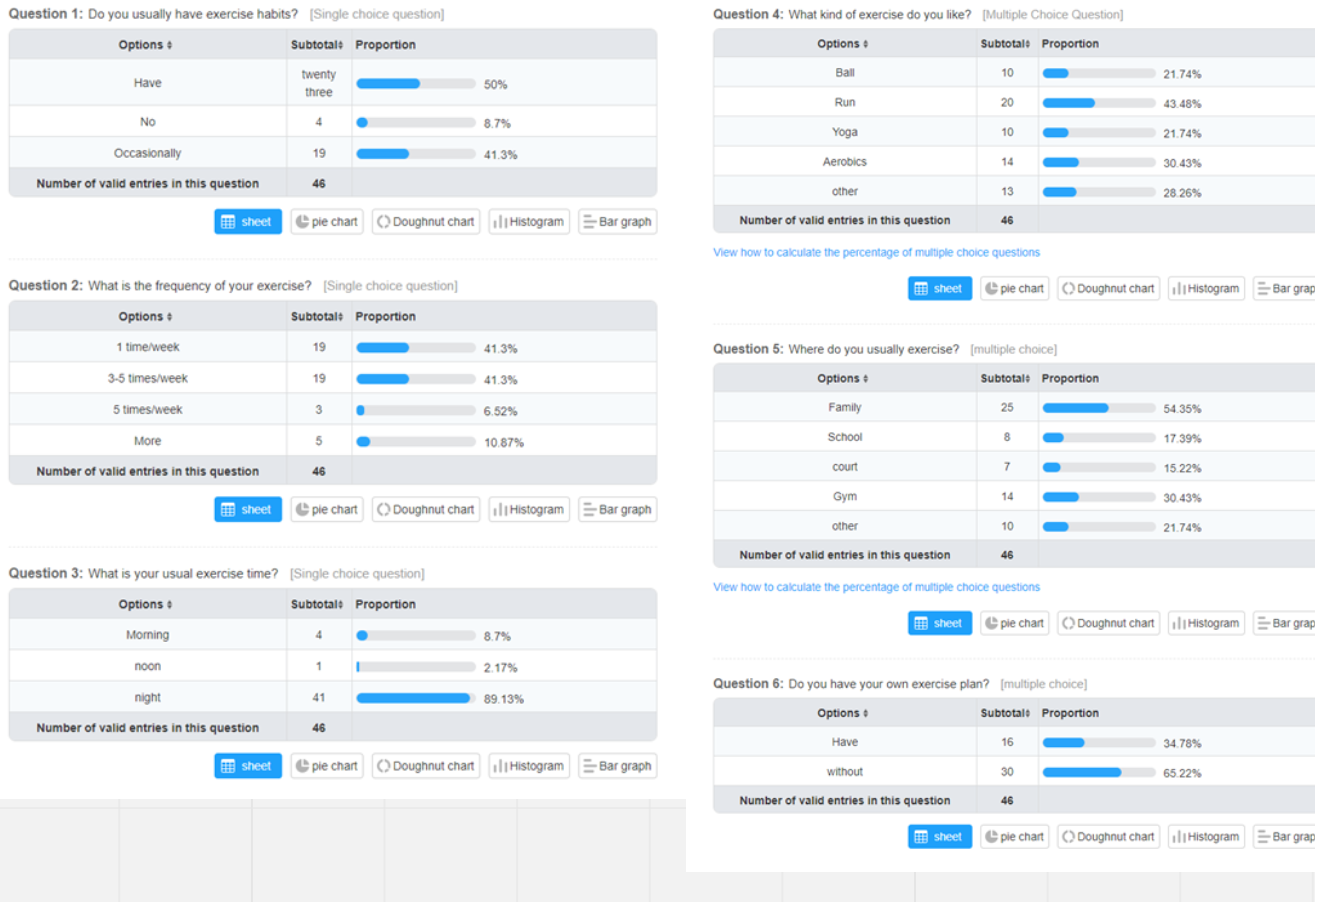 Question 1: Do you usually have exercise habits? [Single choice question]
Options Subtotal Proportion
Have twenty three 50%
No 4 8.7%
Occasionally 19 41.3%
Number of valid entries in this question 46
sheet pie chart Doughnut chart Histogram Bar graph
Question 2: What is the frequency of your exercise? [Single choice question]
Options Subtotal Proportion
1 time/week 19 41.3%
3-5 times/week 19 41.3%
5 times/week 3 6.52%
More 5 10.87%
Number of valid entries in this question 46
sheet pie chart Doughnut chart Histogram Bar graph
Question 3: What is your usual exercise time? [Single choice question]
Options Subtotal Proportion
Morning 4 8.7%
noon 1 2.17%
night 41 89.13%
Number of valid entries in this question 46
sheet pie chart Doughnut chart Histogram Bar graph
Question 4: What kind of exercise do you like? [Multiple Choice Question]
Options Subtotal Proportion
Ball 10 21.74%
Run 20 43.48%
Yoga 10 21.74%
Aerobics 14 30.43%
other 13 28.26%
Number of valid entries in this question 46
View how to calculate the percentage of multiple choice questions
sheet pie chart Doughnut chart Histogram Bar grap
Question 5: Where do you usually exercise? [multiple choice]
Options Subtotal Proportion
Family 25 54.35%
School 8 17.39%
court 7 15.22%
Gym 14 30.43%
other 10 21.74%
Number of valid entries in this question 46
View how to calculate the percentage of multiple choice questions
sheet pie chart Doughnut chart Histogram Bar grap
Question 6: Do you have your own exercise plan? [multiple choice]
Options Subtotal Proportion
Have 16 34.78%
without 30 65.22%
Number of valid entries in this question 46
sheet pie chart Doughnut chart Histogram Bar grap